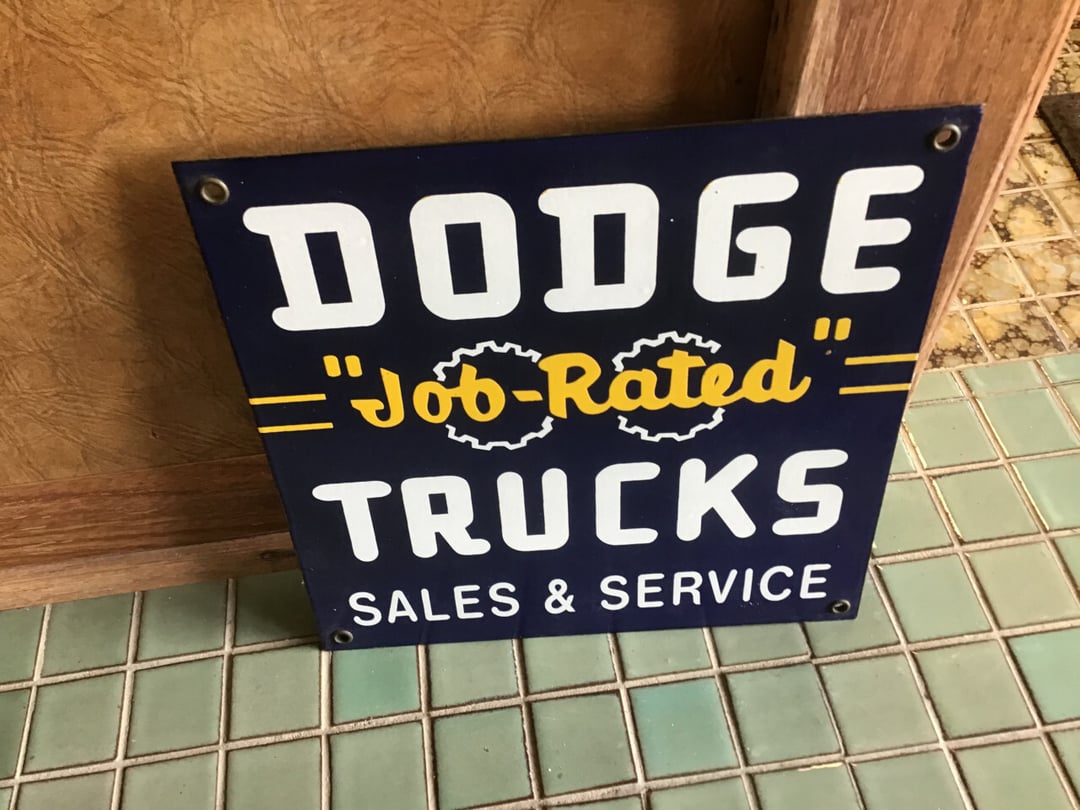 DODGE
"Job-Rated"
TRUCKS
SALES & SERVICE